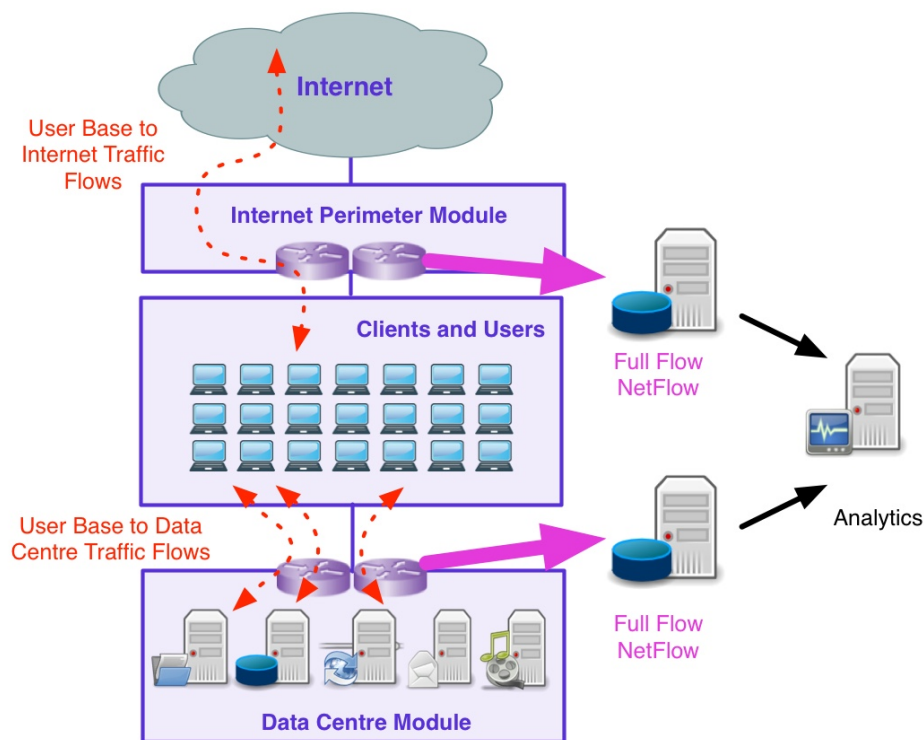 Internet
User Base to
Internet Traffic
Flows
Internet Perimeter Module
Clients and Users
Full Flow
NetFlow
User Base to Data
Centre Traffic Flows
Analytics
Full Flow
NetFlow
Data Centre Module